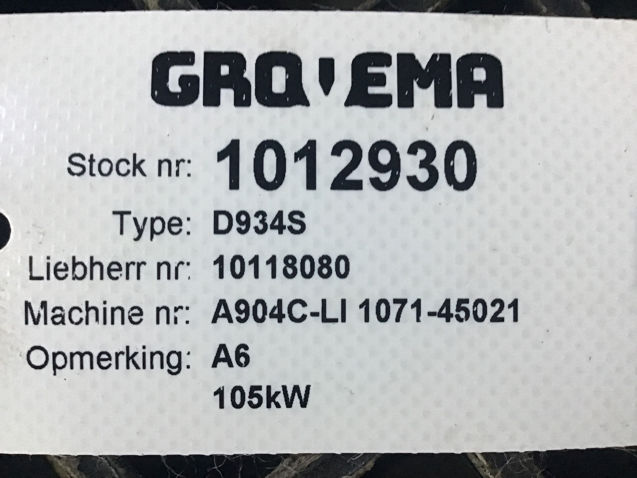 GROVEMA
Stock nr: 1012930
Type: D934S
Liebherr nr: 10118080
Machine nr: A904C-LI 1071-45021
Opmerking: A6
105kW